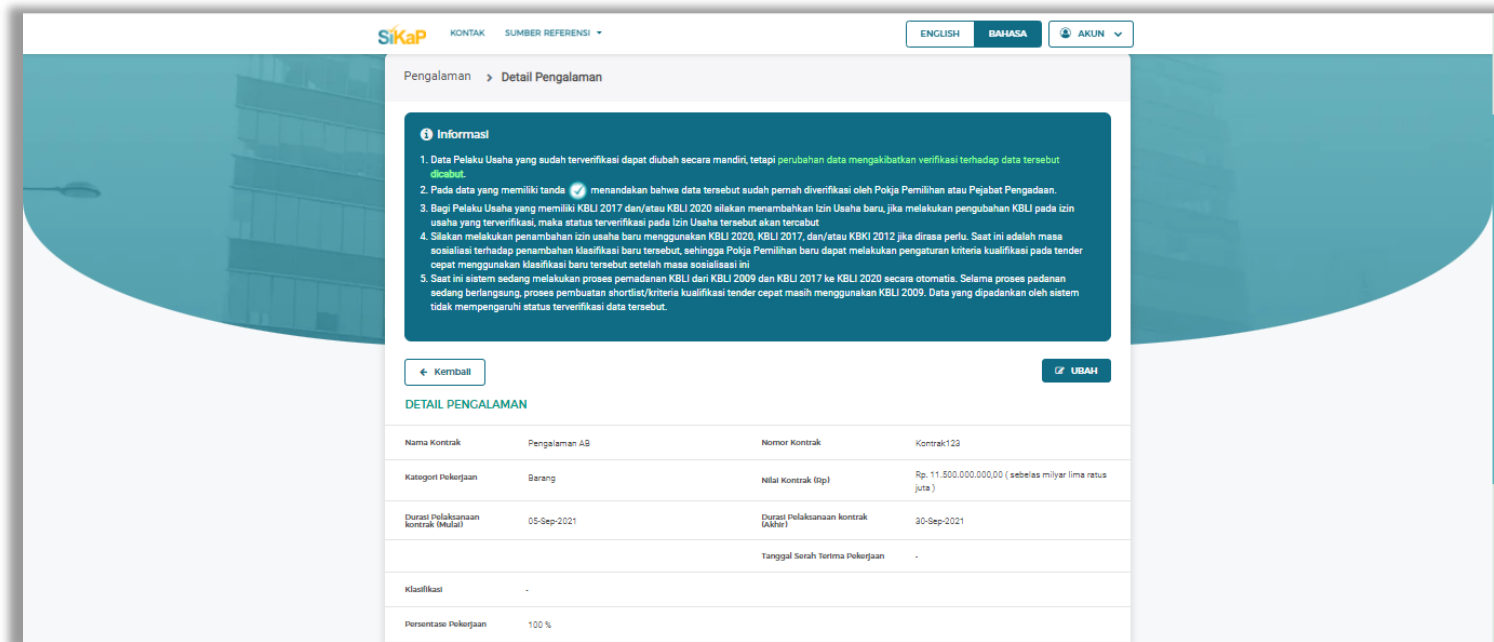 SiKaP KONTAK SUMBER REFERENSI ENGLISH BAHASA AKUN
Pengalaman > Detail Pengalaman
Informasi
1. Data Pelaku Usaha yang sudah terverifikasi dapat diubah secara mandiri, tetapi perubahan data mengakibatkan verifikasi terhadap data tersebut
dicabut.
2. Pada data yang memiliki tanda menandakan bahwa data tersebut sudah pernah diverifikasi oleh Pokja Pemilihan atau Pejabat Pengadaan.
3. Bagi Pelaku Usaha yang memiliki KBLI 2017 dan/atau KBLI 2020 silakan menambahkan Izin Usaha baru, jika melakukan pengubahan KBLI pada izin
usaha yang terverifikasi, maka status terverifikasi pada Izin Usaha tersebut akan tercabut
4. Silakan melakukan penambahan izin usaha baru menggunakan KBLI 2020, KBLI 2017, dan/atau KBKI 2012 jika dirasa perlu. Saat ini adalah masa
sosialiasi terhadap penambahan klasifikasi baru tersebut, sehingga Pokja Pemilihan baru dapat melakukan pengaturan kriteria kualifikasi pada tender
cepat menggunakan klasifikasi baru tersebut setelah masa sosialisasi ini
5. Saat ini sistem sedang melakukan proses pemadanan KBLI dari KBLI 2009 dan KBLI 2017 ke KBLI 2020 secara otomatis. Selama proses padanan
sedang berlangsung, proses pembuatan shortlist/kriteria kualifikasi tender cepat masih menggunakan KBLI 2009. Data yang dipadankan oleh sistem
tidak mempengaruhi status terverifikasi data tersebut.
Kembali UBAH
DETAIL PENGALAMAN
Nama Kontrak Pengalaman AB Nomor Kontrak Kontrak123
Kategori Pekerjaan Barang Nilai Kontrak (Rp) Rp. 11.500.000.000,00 ( sebelas milyar lima ratus
juta )
Durasi Pelaksanaan
kontrak (Mulai) 05-Sep-2021 Durasi Pelaksanaan kontrak
(Akhir) 30-Sep-2021
Tanggal Serah Terima Pekerjaan -
Klasifikasi -
Persentase Pekerjaan 100 %